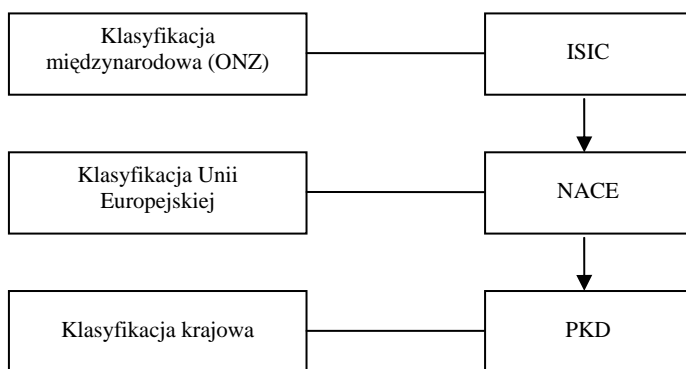 Klasyfikacja
międzynarodowa (ONZ)
ISIC
Klasyfikacja Unii
Europejskiej
NACE
Klasyfikacja krajowa
PKD